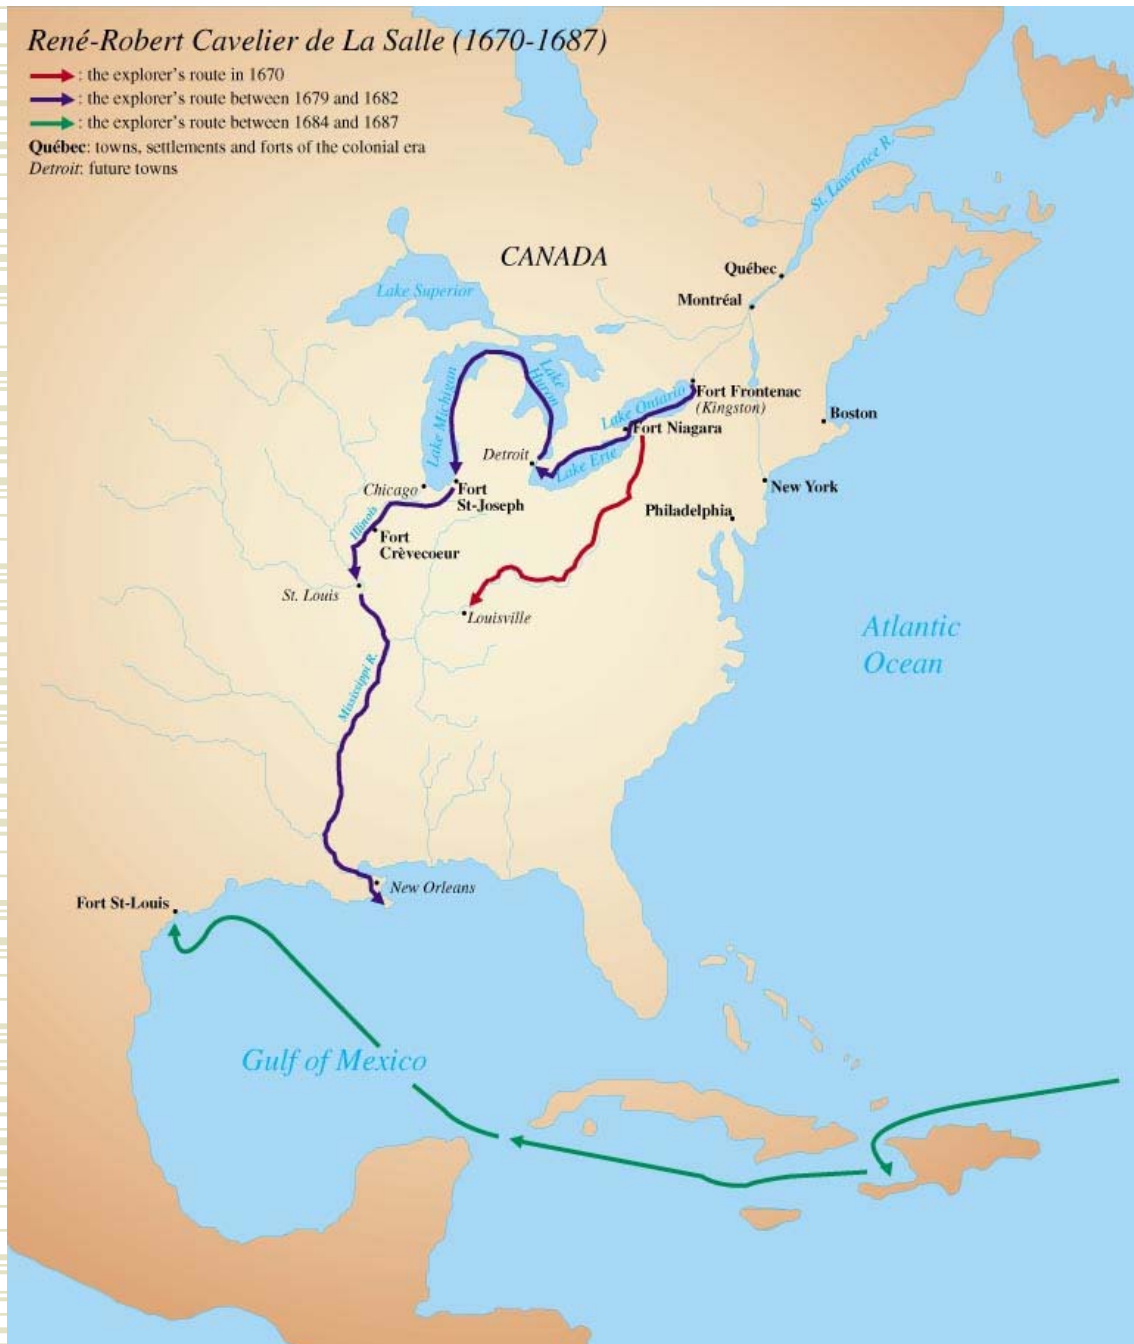 René-Robert Cavelier de La Salle (1670-1687)
: the explorer's route in 1670
: the explorer's route between 1679 and 1682
: the explorer's route between 1684 and 1687
Québec: towns, settlements and forts of the colonial era
Detroit: future towns
St. Lawrence R.
CANADA
Québec
Lake Superior
Montréal
Lake Huron
Lake Michigan
Lake Ontario
Fort Frontenac
(Kingston)
Boston
Fort Niagara
Detroit
Lake Erie
Chicago
Fort
St-Joseph
New York
Philadelphia
Illinois
Fort
Crèvecoeur
St. Louis
Louisville
Atlantic
Ocean
Mississippi R.
New Orleans
Fort St-Louis
Gulf of Mexico